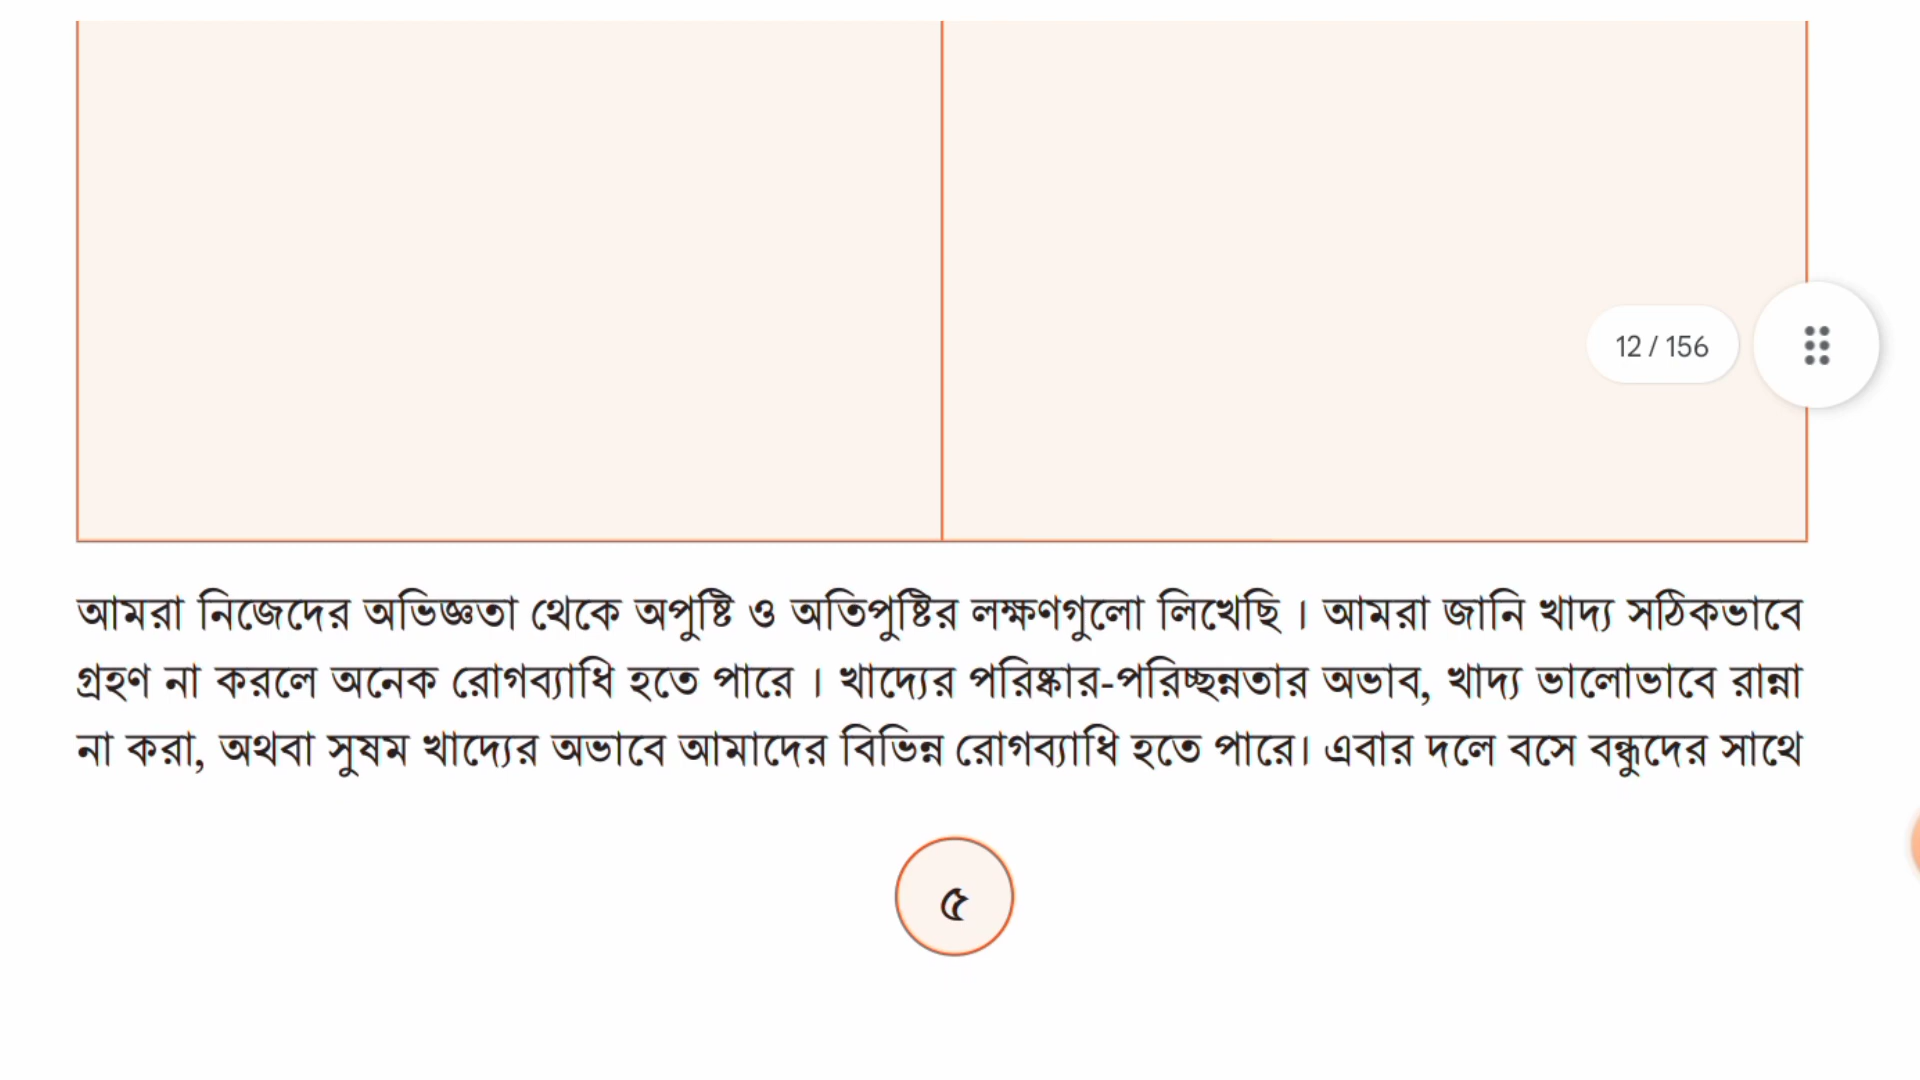 12 / 156
আমরা নিজেদের অভিজ্ঞতা থেকে অপুষ্টি ও অতিপুষ্টির লক্ষণগুলো লিখেছি । আমরা জানি খাদ্য সঠিকভাবে
গ্রহণ না করলে অনেক রোগব্যাধি হতে পারে । খাদ্যের পরিষ্কার-পরিচ্ছন্নতার অভাব, খাদ্য ভালোভাবে রান্না
না করা, অথবা সুষম খাদ্যের অভাবে আমাদের বিভিন্ন রোগব্যাধি হতে পারে। এবার দলে বসে বন্ধুদের সাথে
৫